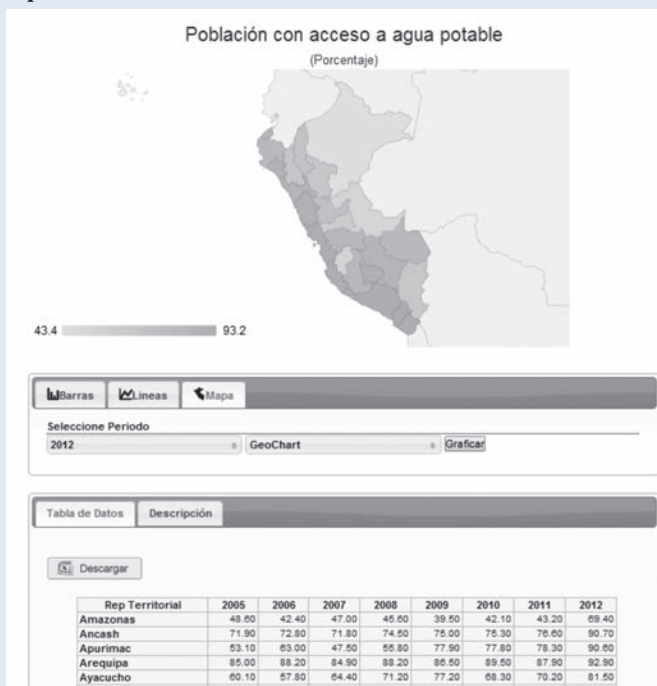 Población con acceso a agua potable
(Porcentaje)
43.4 93.2
Barras Lineas Mapa
Seleccione Periodo
2012 GeoChart Graficar
Tabla de Datos Descripción
Descargar
Rep Territorial 2005 2006 2007 2008 2009 2010 2011 2012
Amazonas 48.60 42.40 47.00 45.60 39.50 42.10 43.20 69.40
Ancash 71.90 72.80 71.80 74.50 75.00 75.30 76.60 90.70
Apurimac 53.10 63.00 47.50 55.80 77.90 77.80 78.30 90.60
Arequipa 85.00 88.20 84.90 88.20 86.50 89.50 87.90 92.90
Ayacucho 60.10 57.80 64.40 71.20 77.20 68.30 70.20 81.50